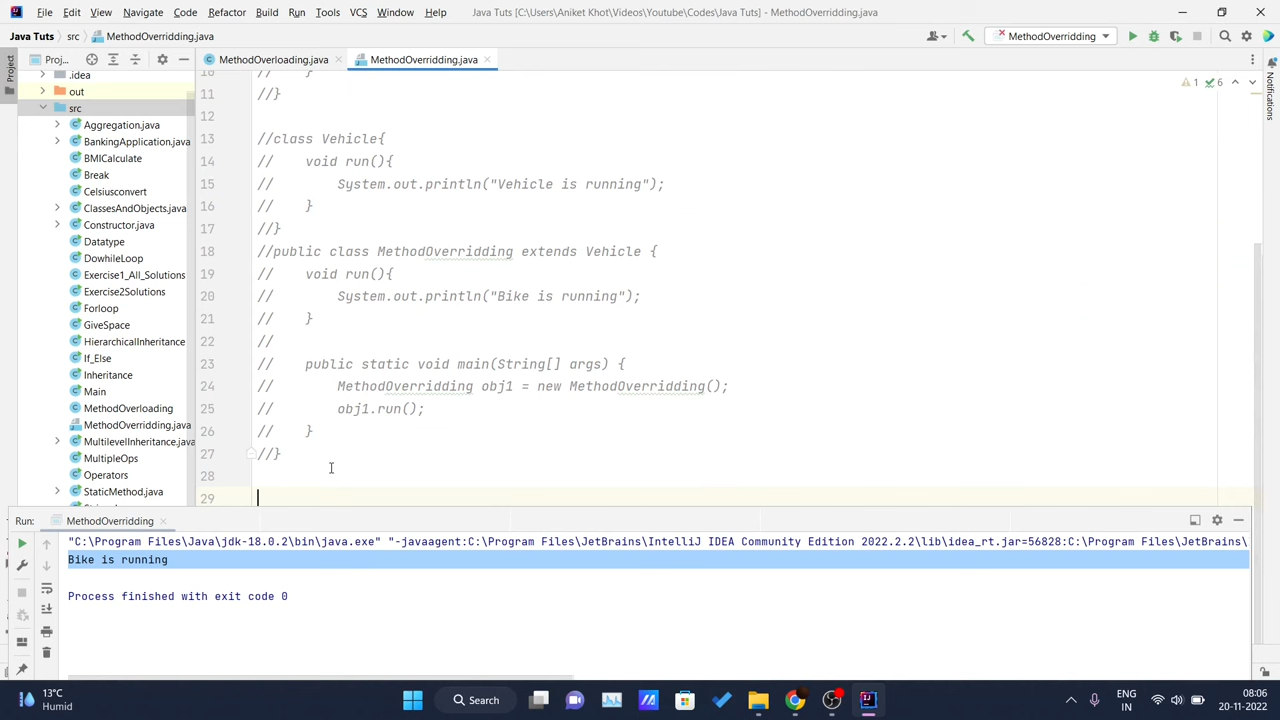 File Edit View Navigate Code Refactor Build Run Tools VCS Window Help Java Tuts [C:\Users\Aniket Khot\Videos\Youtube\Codes\Java Tuts] - MethodOverridding.java
Java Tuts src MethodOverridding.java MethodOverridding
Project Proj... MethodOverloading.java MethodOverridding.java
Notifications
1 6
.idea
out
src
Aggregation.java
BankingApplication.java
BMICalculate
Break
Celsiusconvert
ClassesAndObjects.java
Constructor.java
Datatype
DowhileLoop
Exercise1_All_Solutions
Exercise2Solutions
Forloop
GiveSpace
HierarchicalInheritance
If_Else
Inheritance
Main
MethodOverloading
MethodOverridding.java
MultilevelInheritance.java
MultipleOps
Operators
StaticMethod.java
10 //     }
11 //}
12
13 //class Vehicle{
14 //    void run(){
15 //        System.out.println("Vehicle is running");
16 //    }
17 //}
18 //public class MethodOverridding extends Vehicle {
19 //    void run(){
20 //        System.out.println("Bike is running");
21 //    }
22 //
23 //    public static void main(String[] args) {
24 //        MethodOverridding obj1 = new MethodOverridding();
25 //        obj1.run();
26 //    }
27 //}
28
29
Run: MethodOverridding
"C:\Program Files\Java\jdk-18.0.2\bin\java.exe" "-javaagent:C:\Program Files\JetBrains\IntelliJ IDEA Community Edition 2022.2.2\lib\idea_rt.jar=56828:C:\Program Files\JetBrains\
Bike is running
Process finished with exit code 0
13°C
Humid
Search
ENG
IN
08:06
20-11-2022